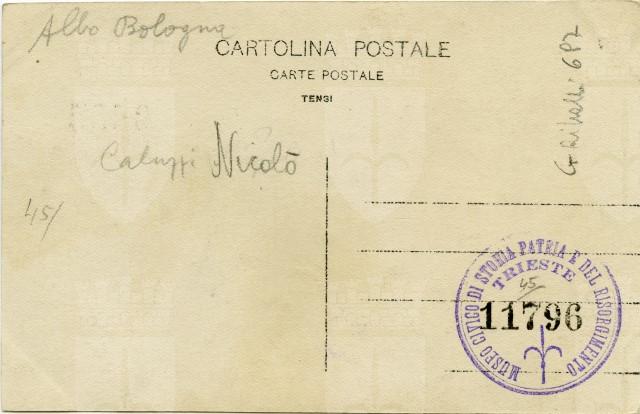 Albo Bologna
CARTOLINA POSTALE
CARTE POSTALE
TENSI
Nicolò
45/
687
MUSEO CIVICO DI STORIA PATRIA E DEL RISORGIMENTO
TRIESTE
45
11796